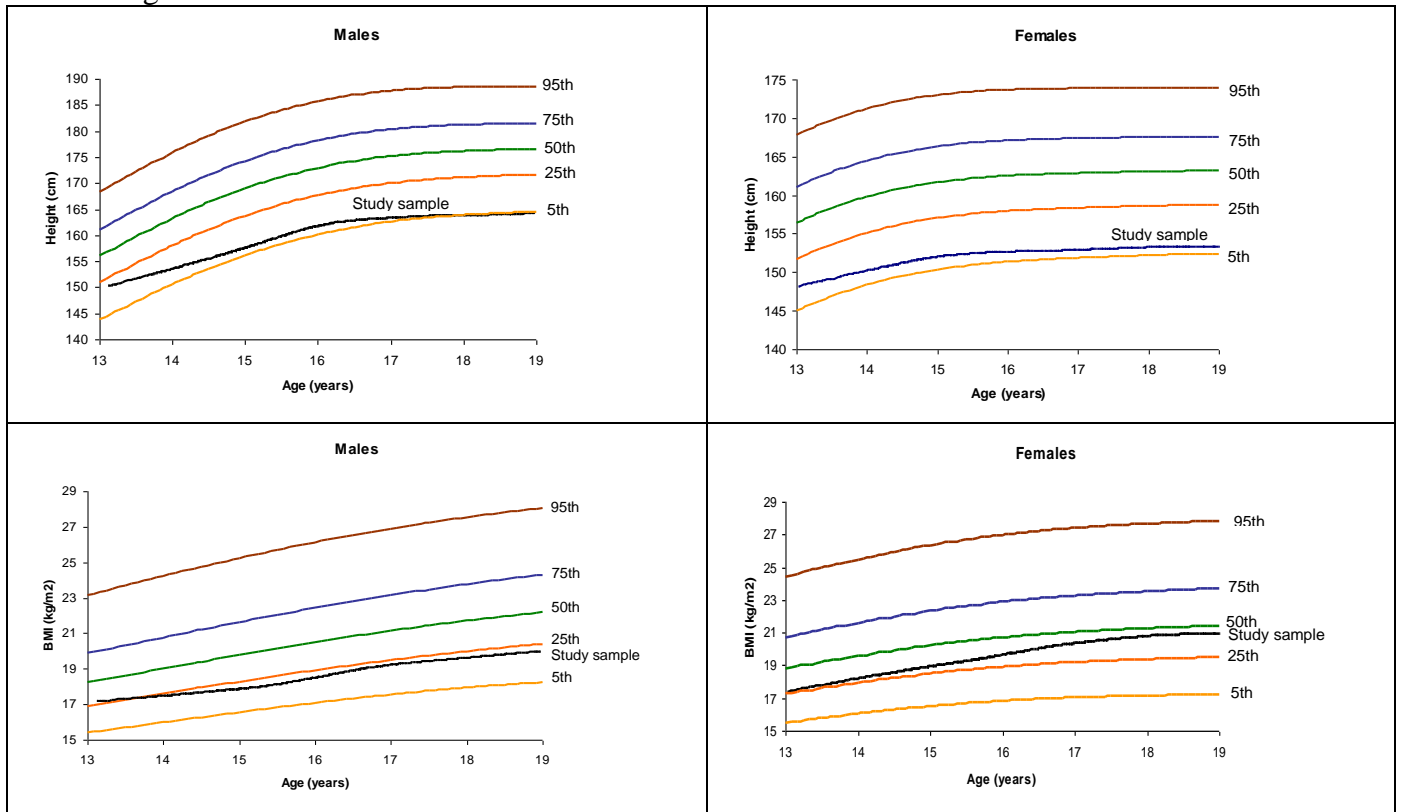 Males
Height (cm)
190
185
180
175
170
165
160
155
150
145
140
95th
75th
50th
25th
Study sample
5th
13 14 15 16 17 18 19
Age (years)
Females
Height (cm)
175
170
165
160
155
150
145
140
95th
75th
50th
25th
Study sample
5th
13 14 15 16 17 18 19
Age (years)
Males
BMI (kg/m2)
29
27
25
23
21
19
17
15
95th
75th
50th
25th
Study sample
5th
13 14 15 16 17 18 19
Age (years)
Females
BMI (kg/m2)
29
27
25
23
21
19
17
15
95th
75th
50th
Study sample
25th
5th
13 14 15 16 17 18 19
Age (years)